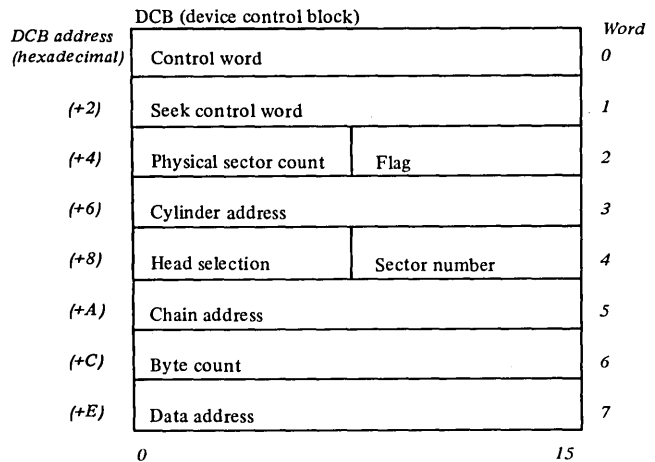 DCB (device control block)
DCB address
(hexadecimal)
Word
Control word
0
(+2)
Seek control word
1
(+4)
Physical sector count
Flag
2
(+6)
Cylinder address
3
(+8)
Head selection
Sector number
4
(+A)
Chain address
5
(+C)
Byte count
6
(+E)
Data address
7
0
15